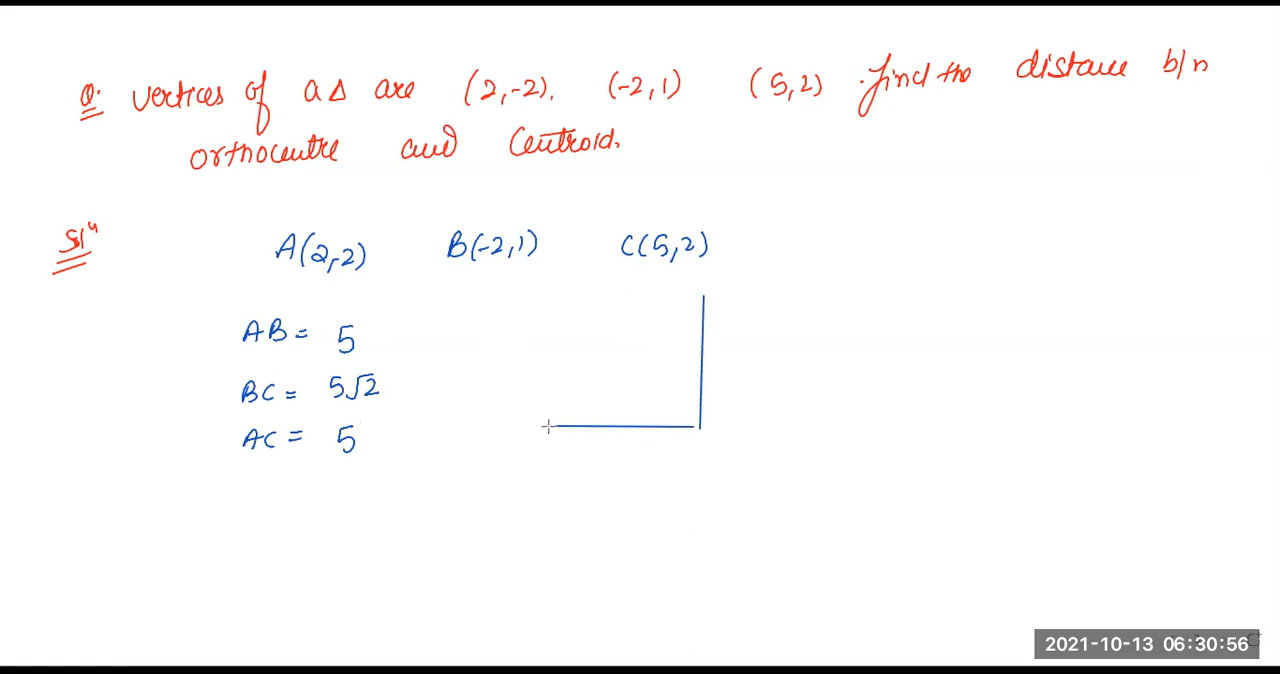 Q. vertices of a Δ are (2,-2). (-2,1) (5,2) . find the distance b/n
orthocentre and Centroid.
Slⁿ
A(2,-2) B(-2,1) C(5,2)
AB = 5
BC = 5√2
AC = 5
2021-10-13 06:30:56